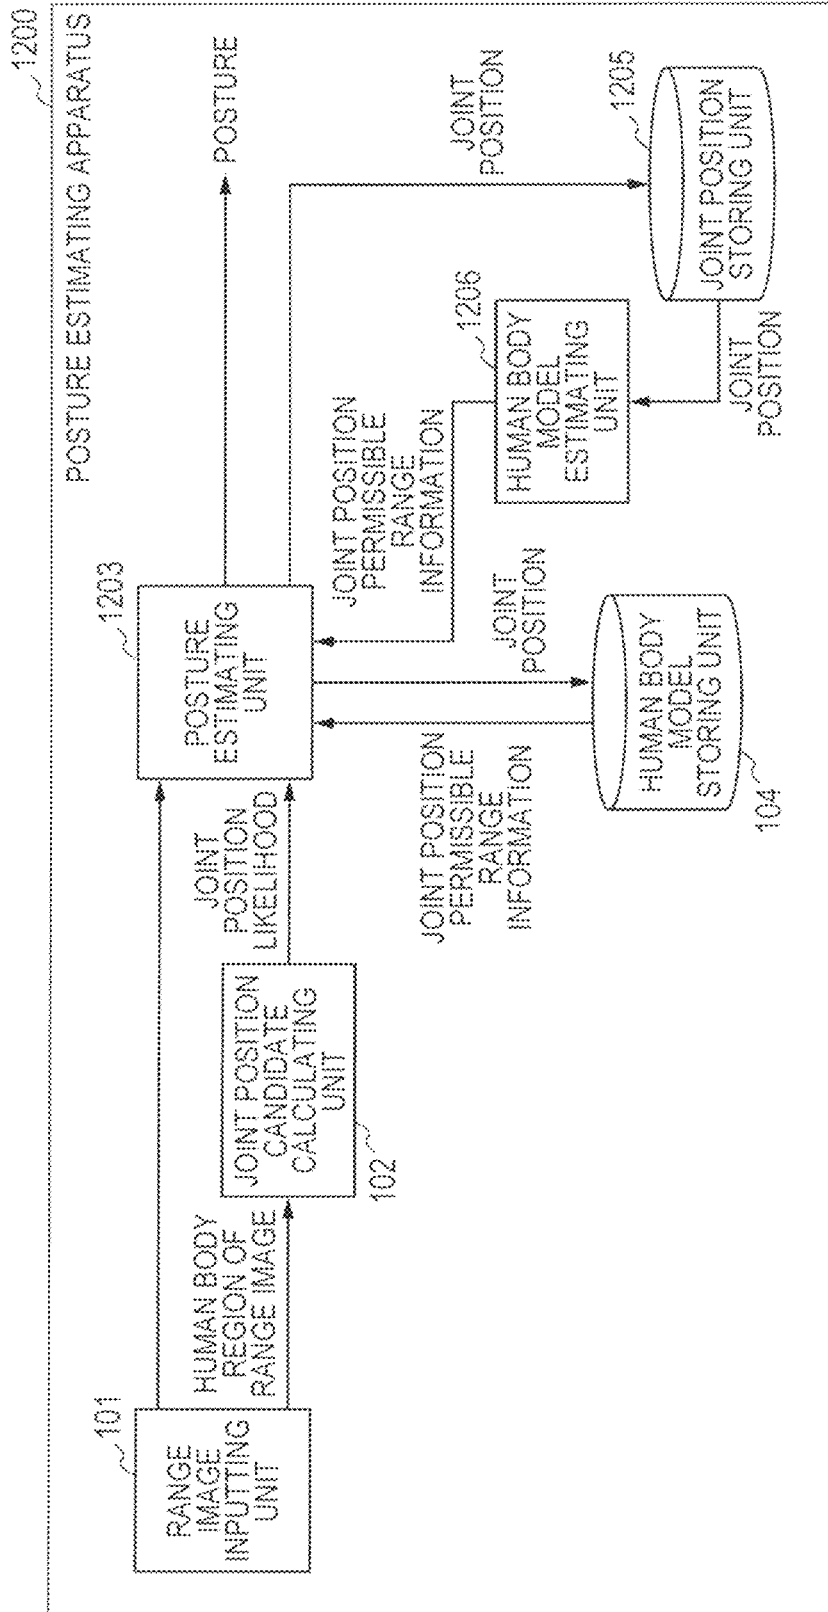 1200
POSTURE ESTIMATING APPARATUS
101
RANGE
IMAGE
INPUTTING
UNIT
HUMAN BODY
REGION OF
RANGE IMAGE
JOINT POSITION
CANDIDATE
CALCULATING
UNIT
102
JOINT
POSITION
LIKELIHOOD
1203
POSTURE
ESTIMATING
UNIT
POSTURE
JOINT POSITION
PERMISSIBLE
RANGE
INFORMATION
JOINT
POSITION
HUMAN BODY
MODEL
STORING UNIT
104
JOINT POSITION
PERMISSIBLE
RANGE
INFORMATION
1206
HUMAN BODY
MODEL
ESTIMATING
UNIT
JOINT
POSITION
JOINT
POSITION
1205
JOINT POSITION
STORING UNIT